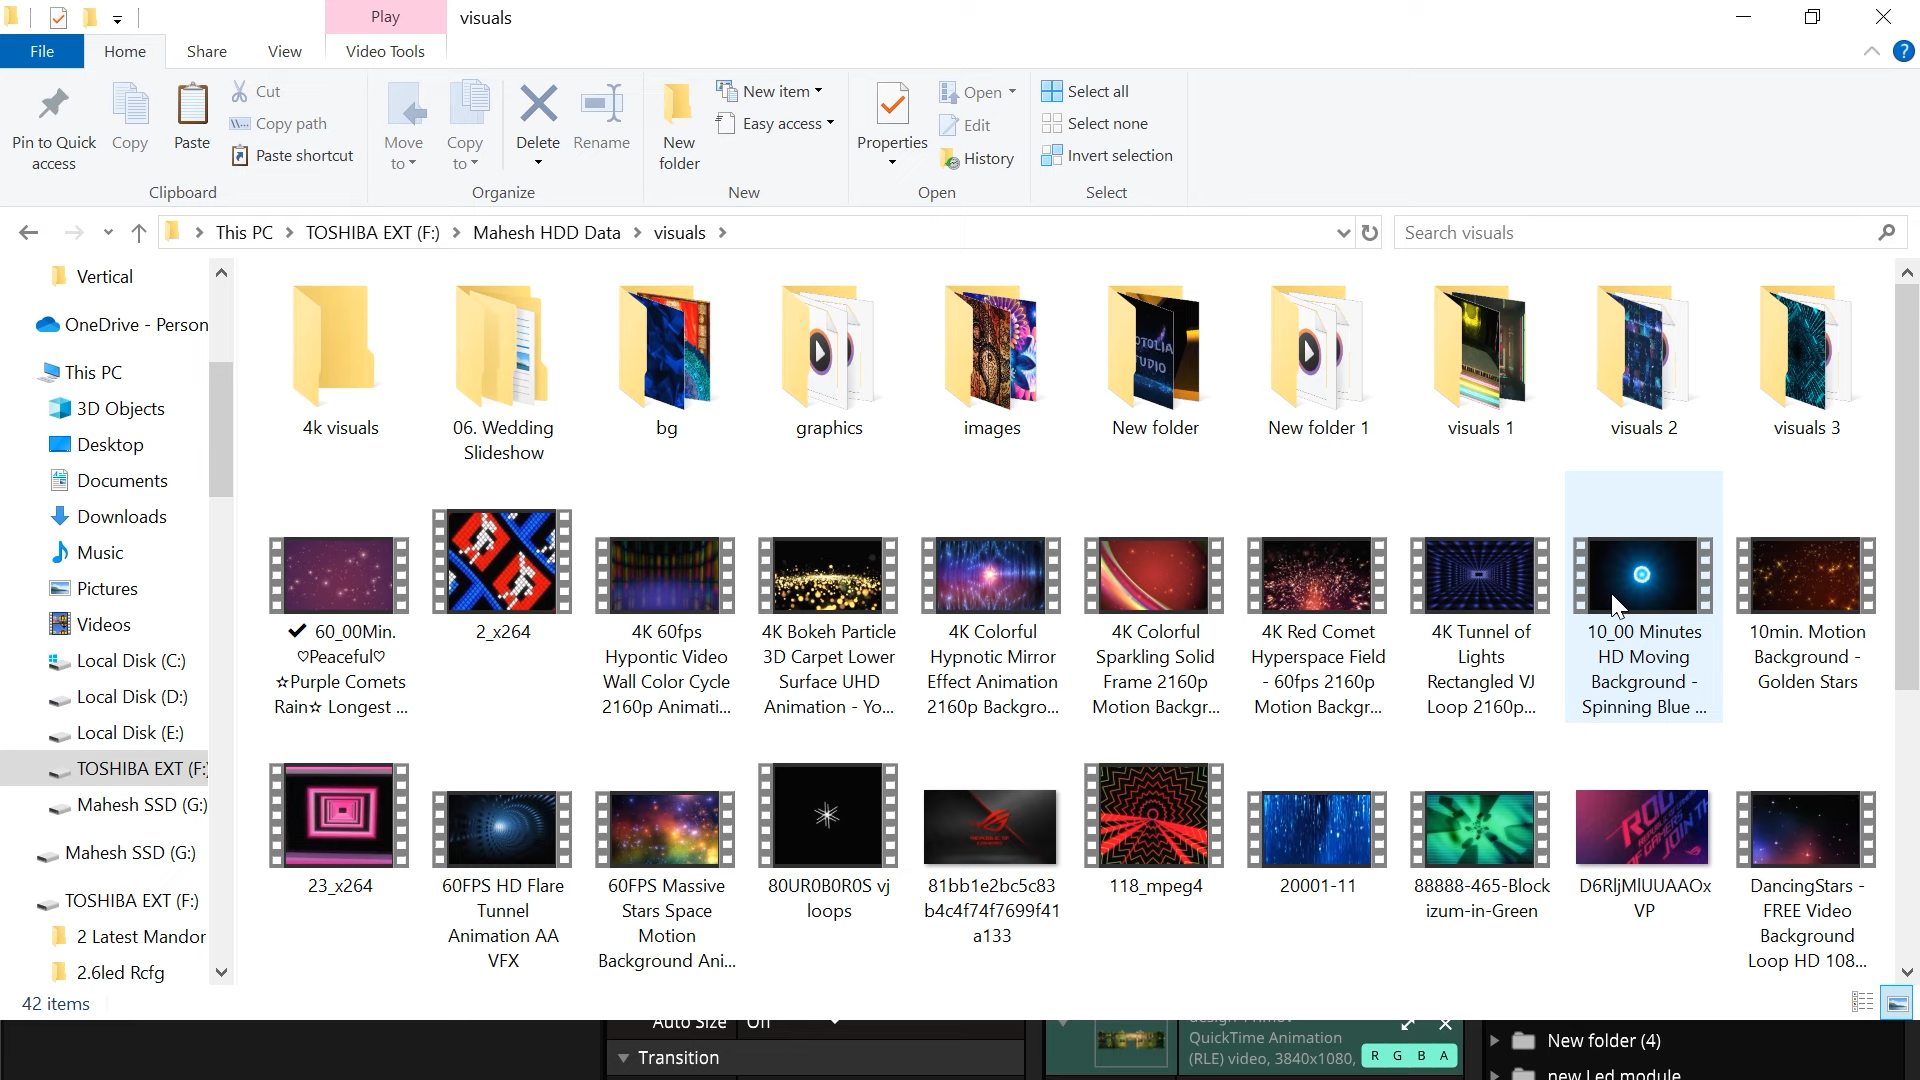 Play
visuals
File
Home
Share
View
Video Tools
Pin to Quick access
Copy
Paste
Cut
Copy path
Paste shortcut
Clipboard
Move to
Copy to
Delete
Rename
Organize
New folder
New item
Easy access
New
Properties
Open
Edit
History
Open
Select all
Select none
Invert selection
Select
This PC
TOSHIBA EXT (F:)
Mahesh HDD Data
visuals
Search visuals
Vertical
OneDrive - Person
This PC
3D Objects
Desktop
Documents
Downloads
Music
Pictures
Videos
Local Disk (C:)
Local Disk (D:)
Local Disk (E:)
TOSHIBA EXT (F:)
Mahesh SSD (G:)
Mahesh SSD (G:)
TOSHIBA EXT (F:)
2 Latest Mandor
2.6led Rcfg
4k visuals
06. Wedding
Slideshow
bg
graphics
images
New folder
New folder 1
visuals 1
visuals 2
visuals 3
OTOLIA
TUDIO
✔ 60_00Min.
♡Peaceful♡
☆Purple Comets
Rain☆ Longest ...
2_x264
4K 60fps
Hypontic Video
Wall Color Cycle
2160p Animati...
4K Bokeh Particle
3D Carpet Lower
Surface UHD
Animation - Yo...
4K Colorful
Hypnotic Mirror
Effect Animation
2160p Backgro...
4K Colorful
Sparkling Solid
Frame 2160p
Motion Backgr...
4K Red Comet
Hyperspace Field
- 60fps 2160p
Motion Backgr...
4K Tunnel of
Lights
Rectangled VJ
Loop 2160p...
10_00 Minutes
HD Moving
Background -
Spinning Blue ...
10min. Motion
Background -
Golden Stars
23_x264
60FPS HD Flare
Tunnel
Animation AA
VFX
60FPS Massive
Stars Space
Motion
Background Ani...
80UR0B0R0S vj
loops
81bb1e2bc5c83
b4c4f74f7699f41
a133
118_mpeg4
20001-11
88888-465-Block
izum-in-Green
D6RljMlUUAAOx
VP
DancingStars -
FREE Video
Background
Loop HD 108...
42 items
Auto Size Off
Transition
QuickTime Animation
(RLE) video, 3840x1080,
R G B A
New folder (4)
new Led module